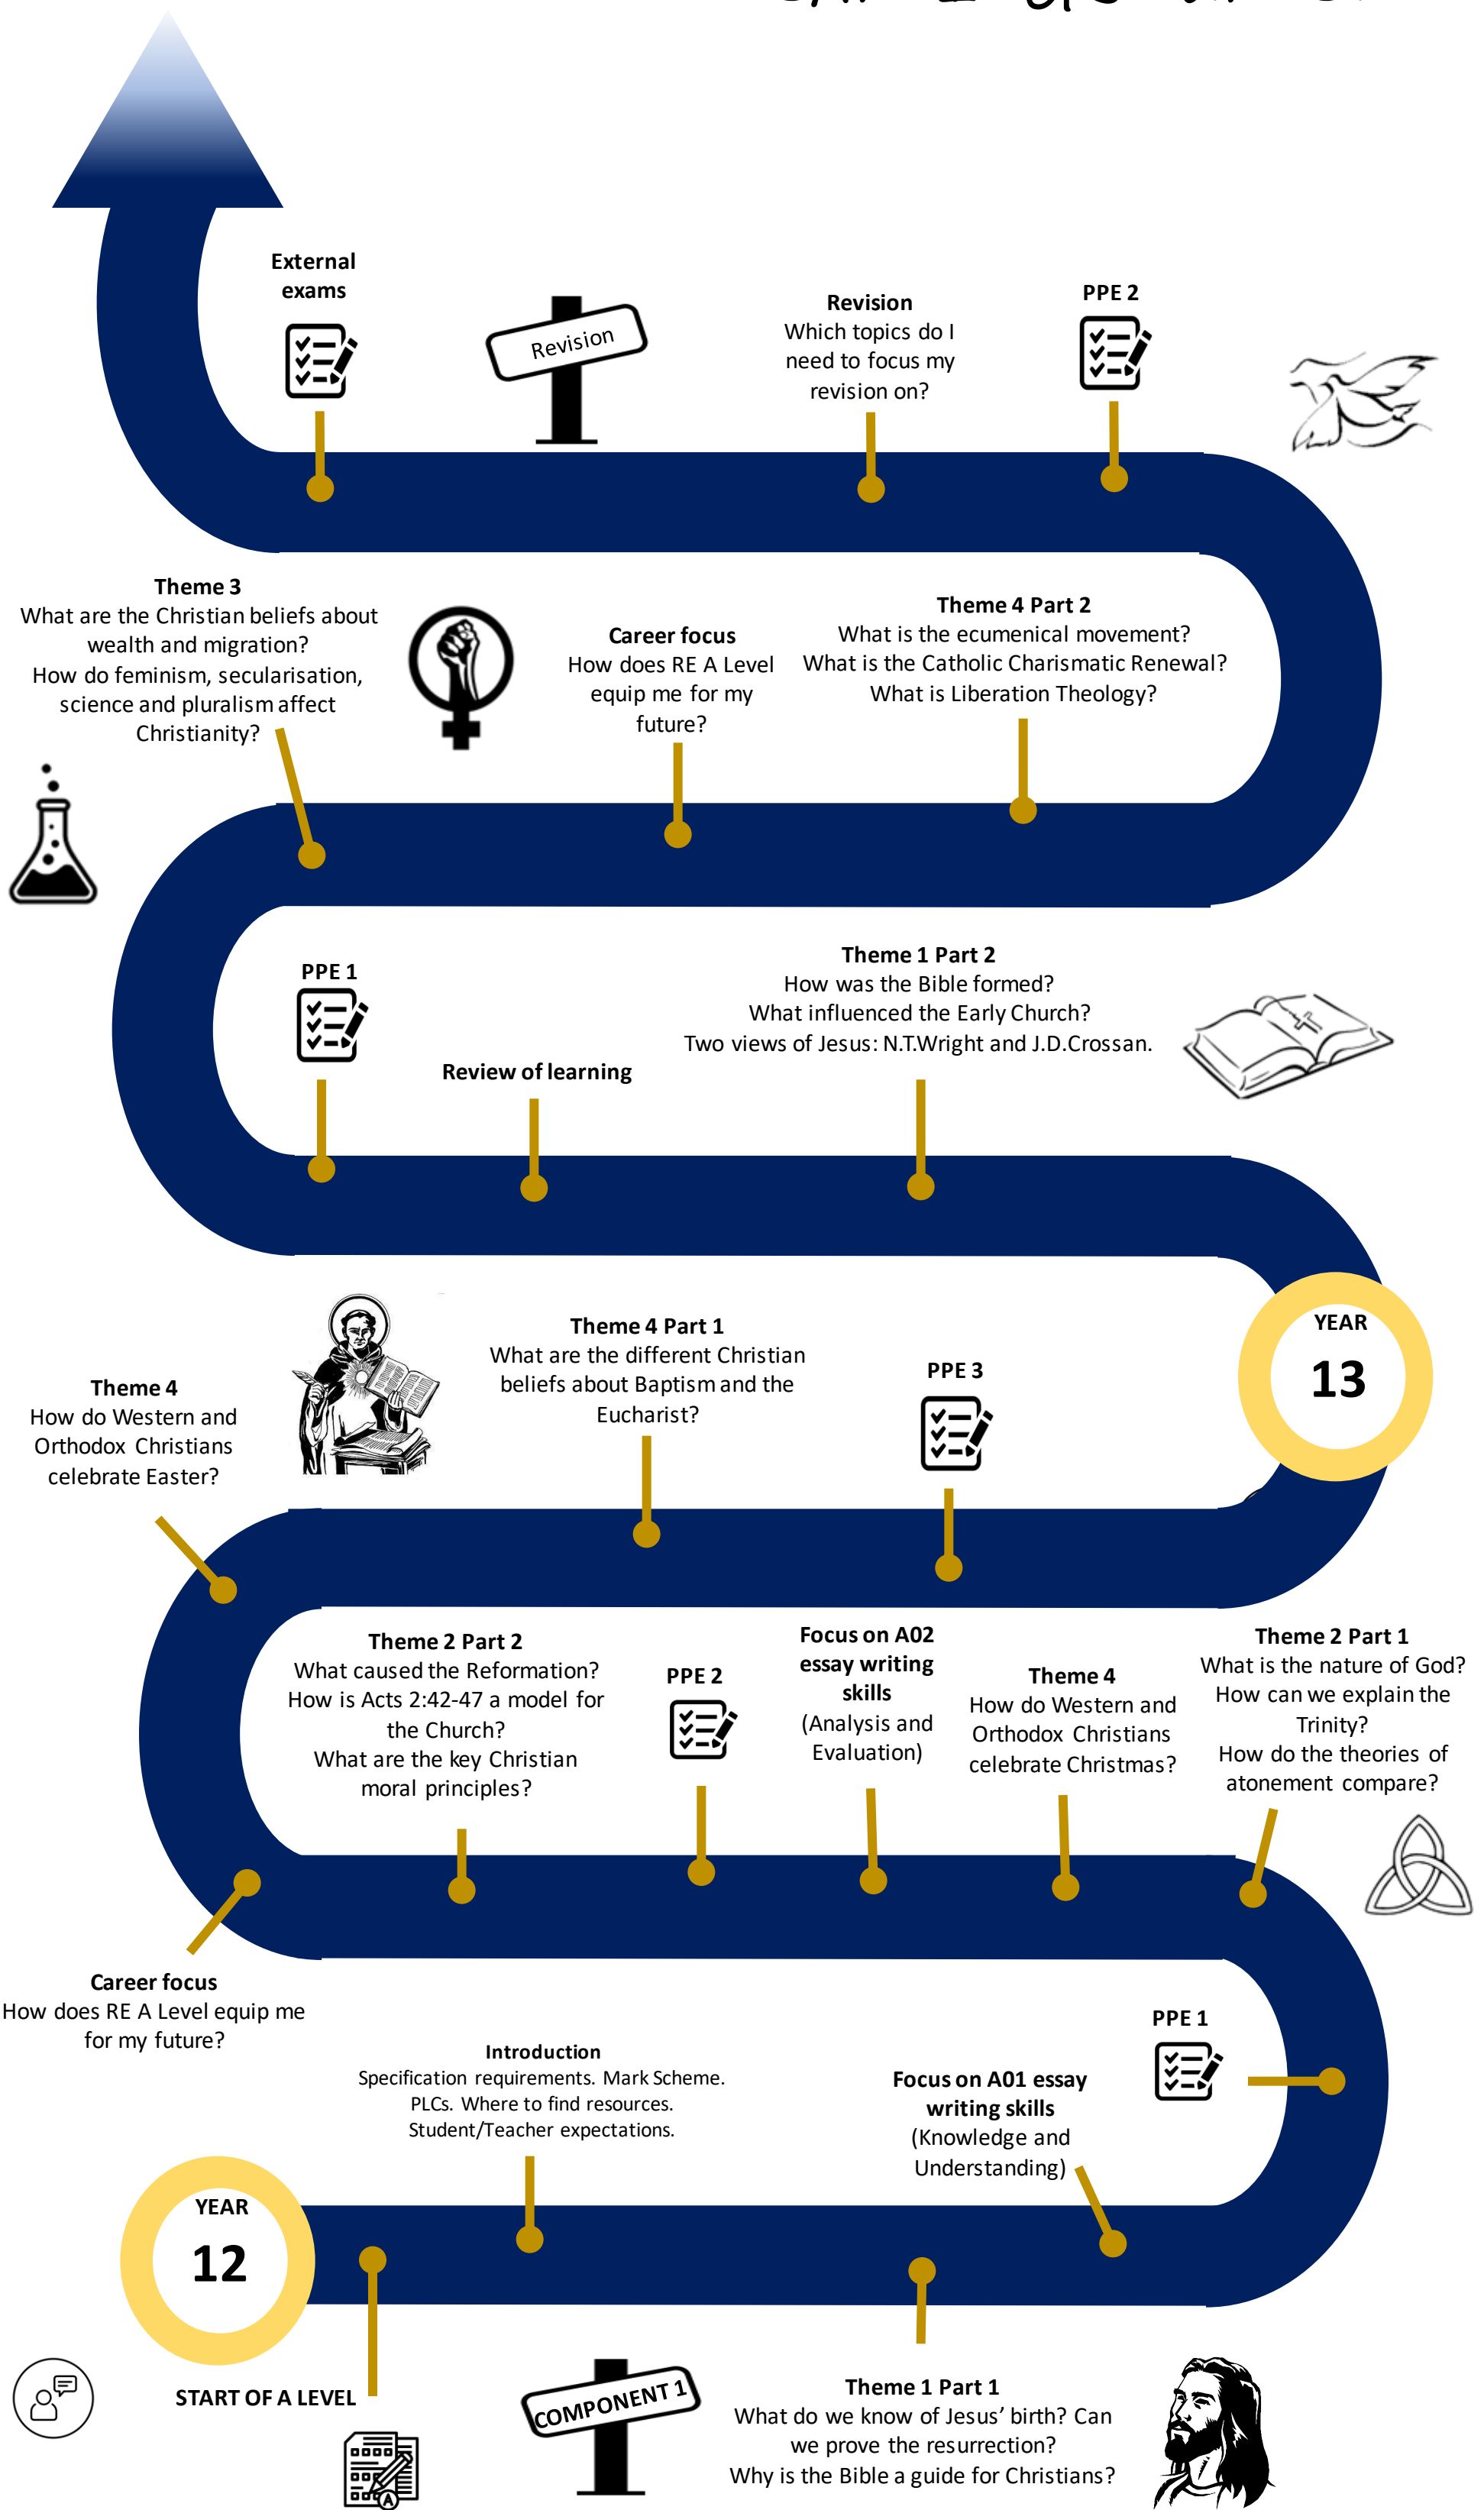 External
exams
Revision
Revision
Which topics do I
need to focus my
revision on?
PPE 2
Theme 3
What are the Christian beliefs about
wealth and migration?
How do feminism, secularisation,
science and pluralism affect
Christianity?
Career focus
How does RE A Level
equip me for my
future?
Theme 4 Part 2
What is the ecumenical movement?
What is the Catholic Charismatic Renewal?
What is Liberation Theology?
PPE 1
Review of learning
Theme 1 Part 2
How was the Bible formed?
What influenced the Early Church?
Two views of Jesus: N.T.Wright and J.D.Crossan.
YEAR
13
Theme 4
How do Western and
Orthodox Christians
celebrate Easter?
Theme 4 Part 1
What are the different Christian
beliefs about Baptism and the
Eucharist?
PPE 3
Theme 2 Part 2
What caused the Reformation?
How is Acts 2:42-47 a model for
the Church?
What are the key Christian
moral principles?
PPE 2
Focus on A02
essay writing
skills
(Analysis and
Evaluation)
Theme 4
How do Western and
Orthodox Christians
celebrate Christmas?
Theme 2 Part 1
What is the nature of God?
How can we explain the
Trinity?
How do the theories of
atonement compare?
Career focus
How does RE A Level equip me
for my future?
Introduction
Specification requirements. Mark Scheme.
PLCs. Where to find resources.
Student/Teacher expectations.
Focus on A01 essay
writing skills
(Knowledge and
Understanding)
PPE 1
YEAR
12
START OF A LEVEL
A
COMPONENT 1
Theme 1 Part 1
What do we know of Jesus’ birth? Can
we prove the resurrection?
Why is the Bible a guide for Christians?